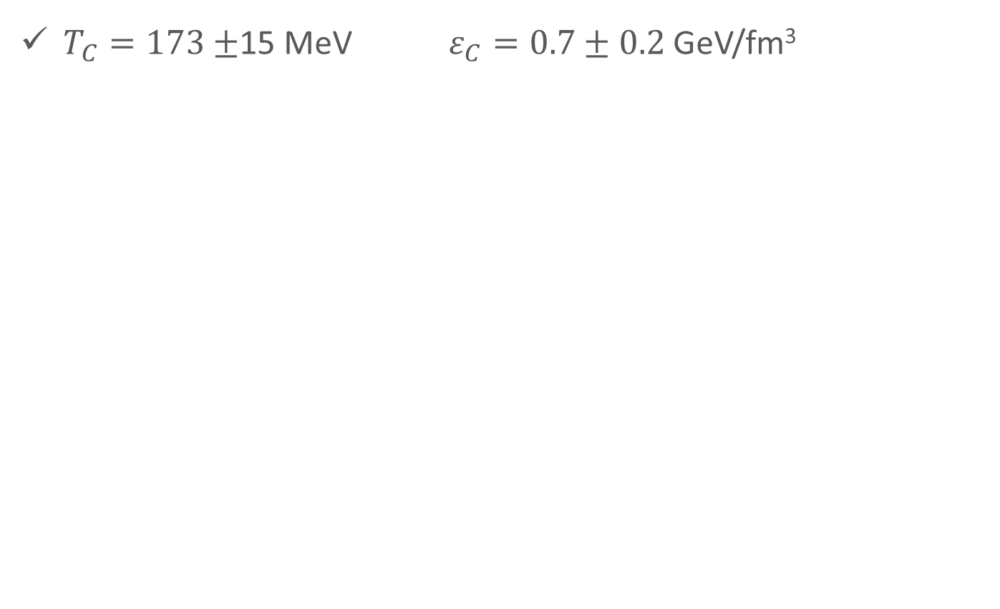 ✓ T_C = 173 ±15 MeV ε_C = 0.7 ± 0.2 GeV/fm³